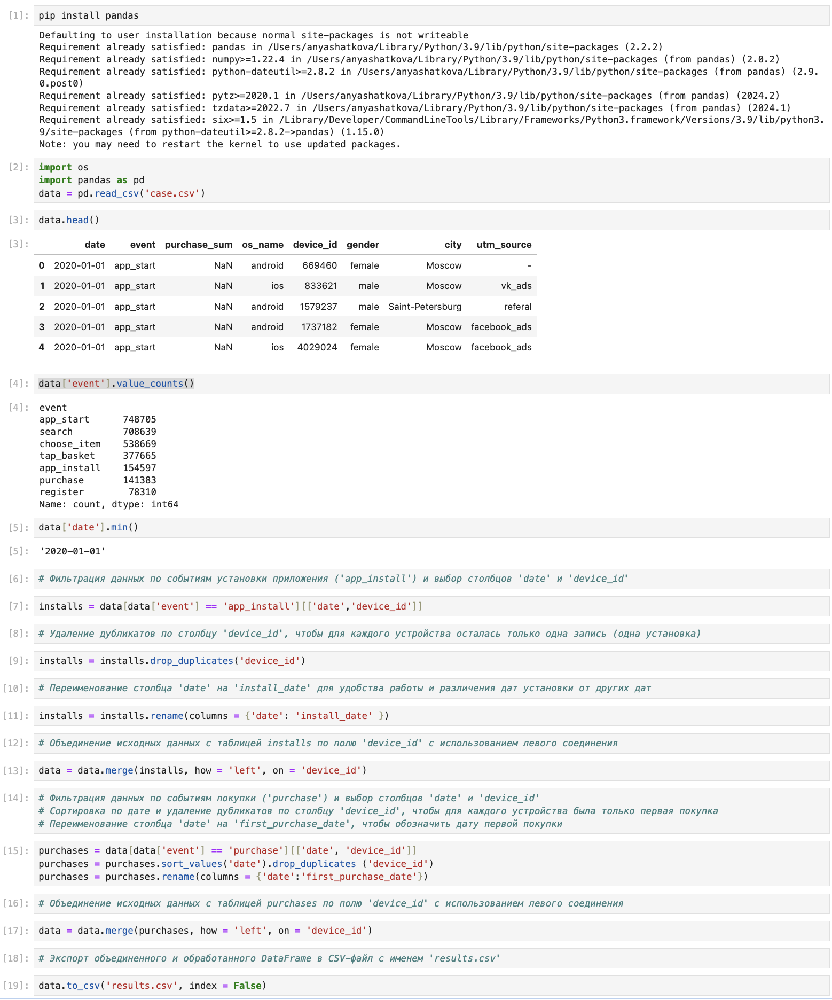 [1]: pip install pandas
Defaulting to user installation because normal site-packages is not writeable
Requirement already satisfied: pandas in /Users/anyashatkova/Library/Python/3.9/lib/python/site-packages (2.2.2)
Requirement already satisfied: numpy>=1.22.4 in /Users/anyashatkova/Library/Python/3.9/lib/python/site-packages (from pandas) (2.0.2)
Requirement already satisfied: python-dateutil>=2.8.2 in /Users/anyashatkova/Library/Python/3.9/lib/python/site-packages (from pandas) (2.9.
0.post0)
Requirement already satisfied: pytz>=2020.1 in /Users/anyashatkova/Library/Python/3.9/lib/python/site-packages (from pandas) (2024.2)
Requirement already satisfied: tzdata>=2022.7 in /Users/anyashatkova/Library/Python/3.9/lib/python/site-packages (from pandas) (2024.1)
Requirement already satisfied: six>=1.5 in /Library/Developer/CommandLineTools/Library/Frameworks/Python3.framework/Versions/3.9/lib/python3.
9/site-packages (from python-dateutil>=2.8.2->pandas) (1.15.0)
Note: you may need to restart the kernel to use updated packages.
[2]: import os
import pandas as pd
data = pd.read_csv('case.csv')
[3]: data.head()
[3]: date event purchase_sum os_name device_id gender city utm_source
0 2020-01-01 app_start NaN android 669460 female Moscow -
1 2020-01-01 app_start NaN ios 833621 male Moscow vk_ads
2 2020-01-01 app_start NaN android 1579237 male Saint-Petersburg referal
3 2020-01-01 app_start NaN android 1737182 female Moscow facebook_ads
4 2020-01-01 app_start NaN ios 4029024 female Moscow facebook_ads
[4]: data['event'].value_counts()
[4]: event
app_start 748705
search 708639
choose_item 538669
tap_basket 377665
app_install 154597
purchase 141383
register 78310
Name: count, dtype: int64
[5]: data['date'].min()
[5]: '2020-01-01'
[6]: # Фильтрация данных по событиям установки приложения ('app_install') и выбор столбцов 'date' и 'device_id'
[7]: installs = data[data['event'] == 'app_install'][['date','device_id']]
[8]: # Удаление дубликатов по столбцу 'device_id', чтобы для каждого устройства осталась только одна запись (одна установка)
[9]: installs = installs.drop_duplicates('device_id')
[10]: # Переименование столбца 'date' на 'install_date' для удобства работы и различения дат установки от других дат
[11]: installs = installs.rename(columns = {'date': 'install_date' })
[12]: # Объединение исходных данных с таблицей installs по полю 'device_id' с использованием левого соединения
[13]: data = data.merge(installs, how = 'left', on = 'device_id')
[14]: # Фильтрация данных по событиям покупки ('purchase') и выбор столбцов 'date' и 'device_id'
# Сортировка по дате и удаление дубликатов по столбцу 'device_id', чтобы для каждого устройства была только первая покупка
# Переименование столбца 'date' на 'first_purchase_date', чтобы обозначить дату первой покупки
[15]: purchases = data[data['event'] == 'purchase'][['date', 'device_id']]
purchases = purchases.sort_values('date').drop_duplicates ('device_id')
purchases = purchases.rename(columns = {'date':'first_purchase_date'})
[16]: # Объединение исходных данных с таблицей purchases по полю 'device_id' с использованием левого соединения
[17]: data = data.merge(purchases, how = 'left', on = 'device_id')
[18]: # Экспорт объединенного и обработанного DataFrame в CSV-файл с именем 'results.csv'
[19]: data.to_csv('results.csv', index = False)